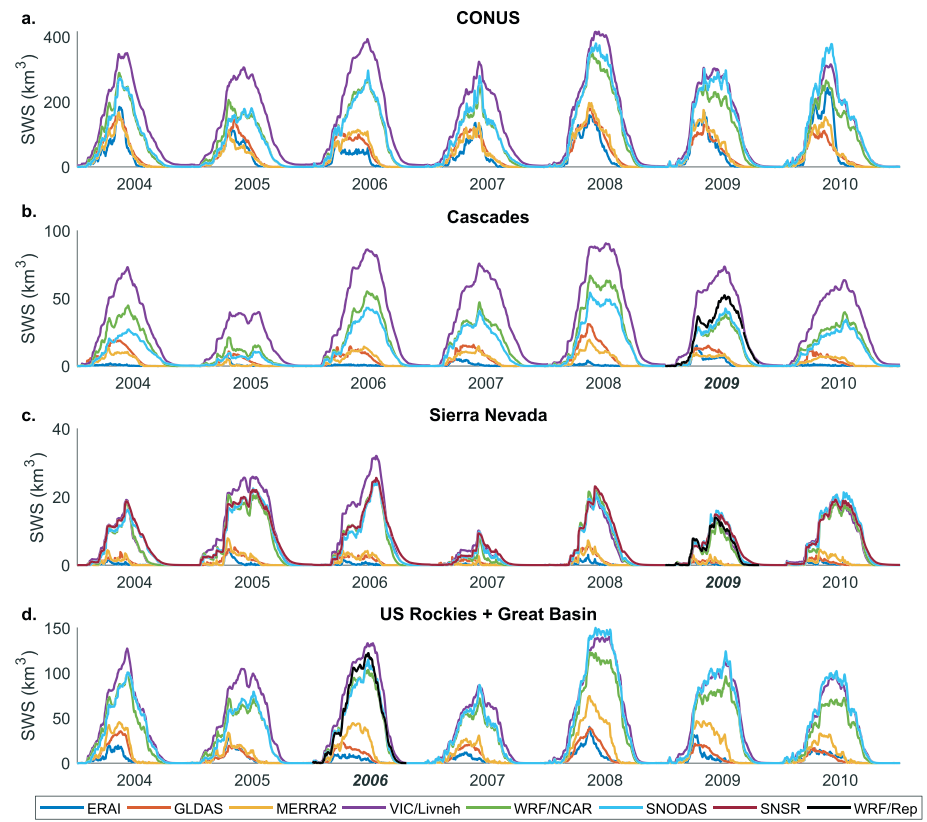 a.
CONUS
SWS (km3)
400
200
0
2004 2005 2006 2007 2008 2009 2010
b.
Cascades
SWS (km3)
100
50
0
2004 2005 2006 2007 2008 2009 2010
c.
Sierra Nevada
SWS (km3)
40
20
0
2004 2005 2006 2007 2008 2009 2010
d.
US Rockies + Great Basin
SWS (km3)
150
100
50
0
2004 2005 2006 2007 2008 2009 2010
ERAI GLDAS MERRA2 VIC/Livneh WRF/NCAR SNODAS SNSR WRF/Rep